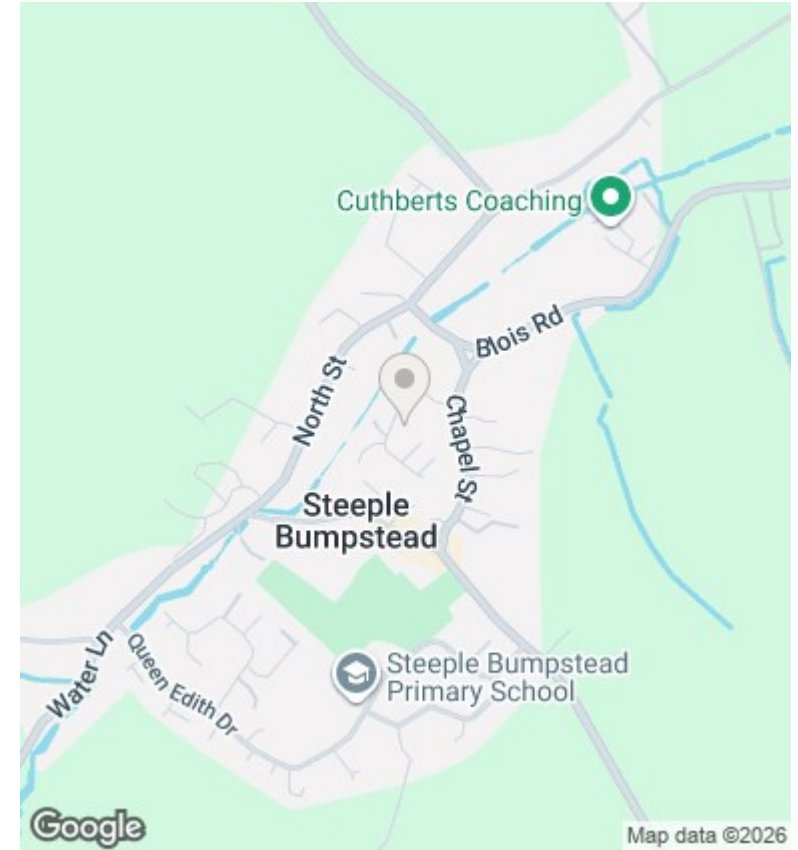 Cuthberts Coaching
Blois Rd
North St
Chapel St
Steeple
Bumpstead
Steeple Bumpstead
Primary School
Water Ln
Queen Edith Dr
Google
Map data ©2026